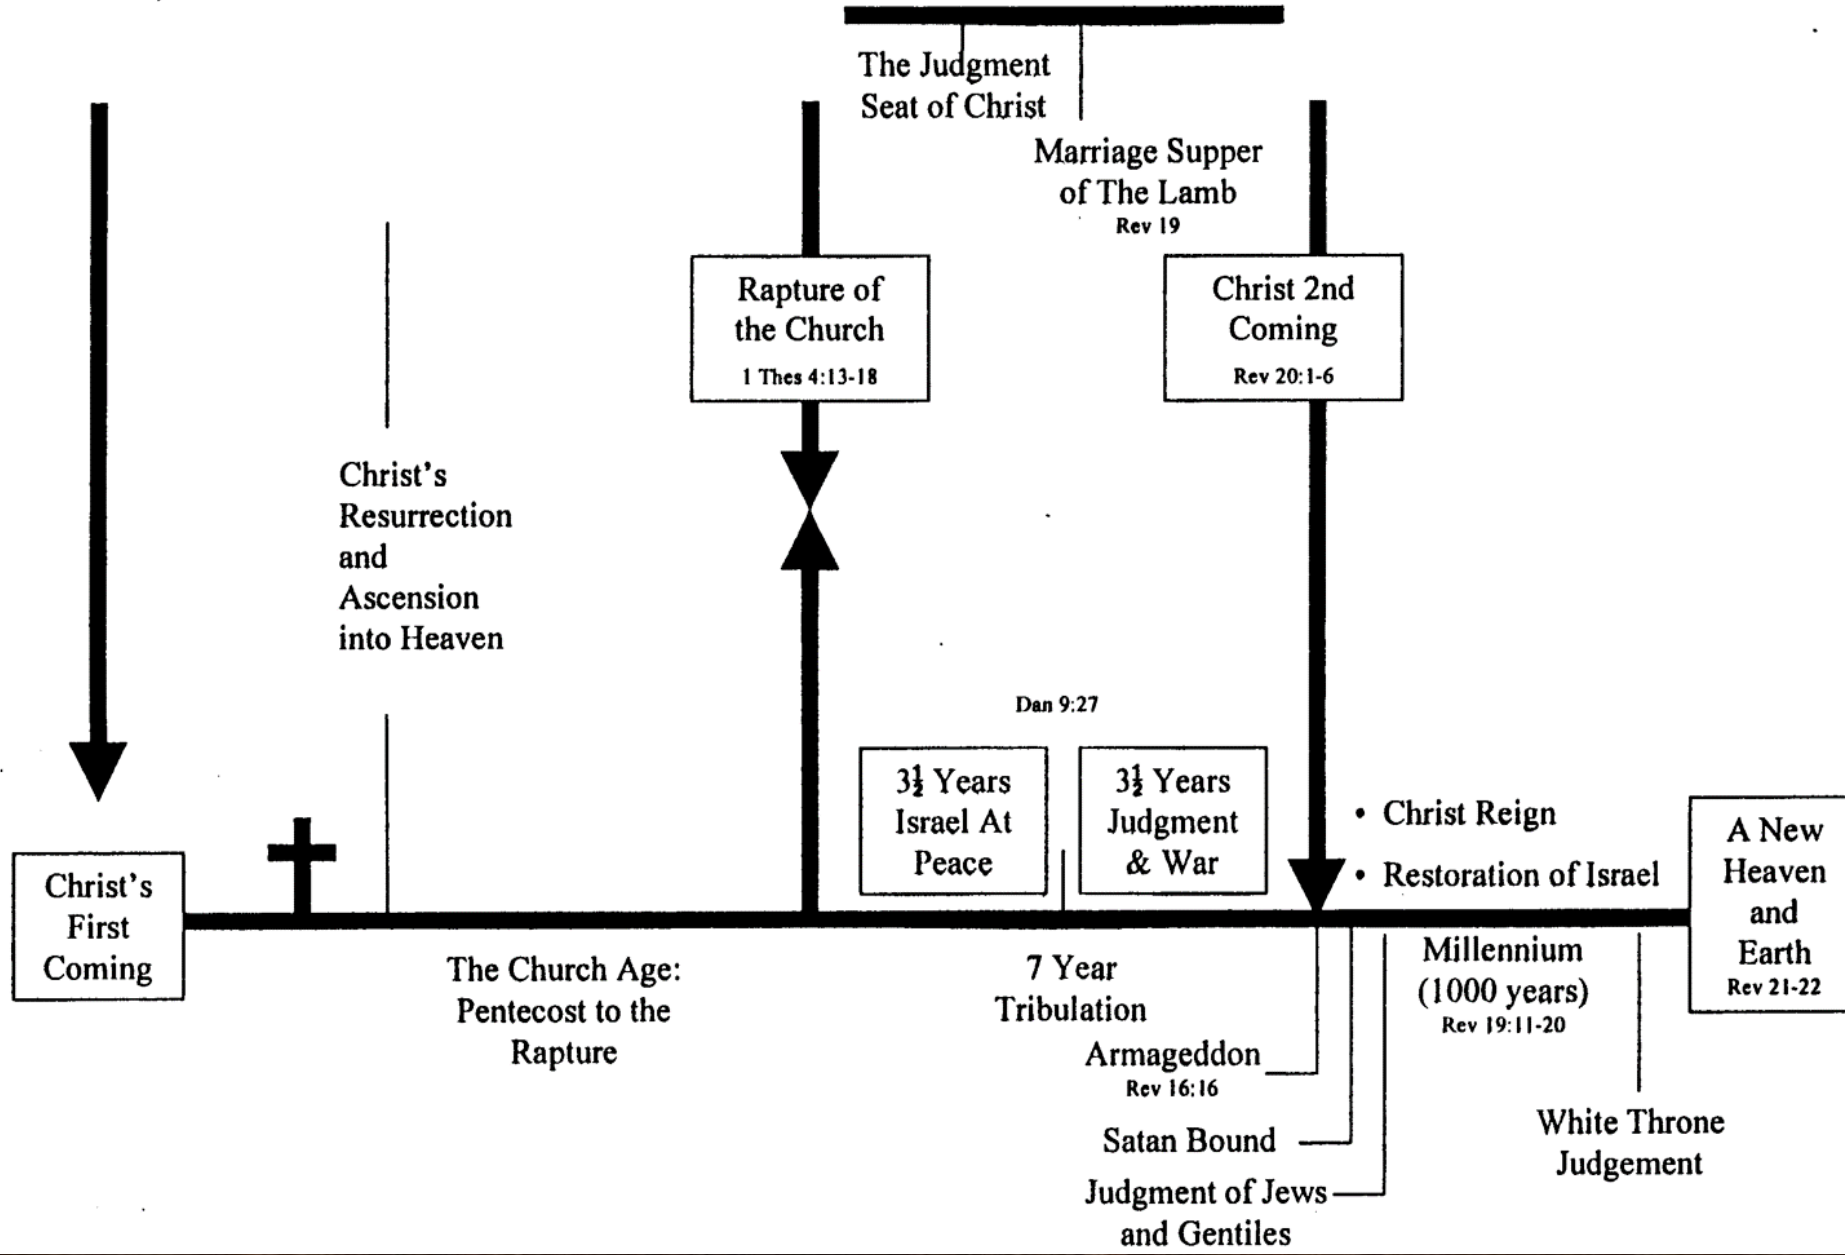 The Judgment
Seat of Christ
Marriage Supper
of The Lamb
Rev 19
Rapture of
the Church
1 Thes 4:13-18
Christ 2nd
Coming
Rev 20:1-6
Christ's
Resurrection
and
Ascension
into Heaven
Dan 9:27
3½ Years
Israel At
Peace
3½ Years
Judgment
& War
• Christ Reign
• Restoration of Israel
A New
Heaven
and
Earth
Rev 21-22
Christ's
First
Coming
The Church Age:
Pentecost to the
Rapture
7 Year
Tribulation
Millennium
(1000 years)
Rev 19:11-20
Armageddon
Rev 16:16
Satan Bound
Judgment of Jews
and Gentiles
White Throne
Judgement